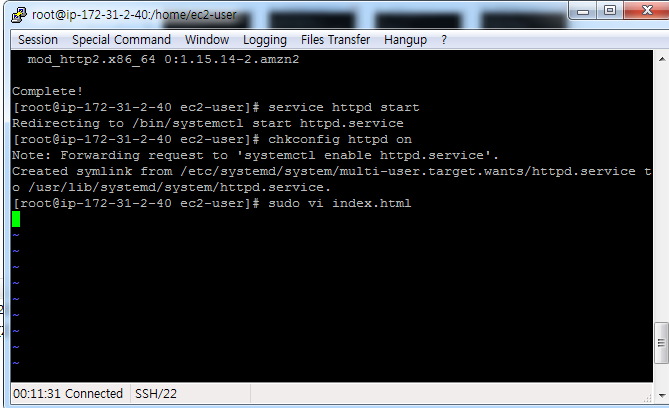 root@ip-172-31-2-40:/home/ec2-user
Session Special Command Window Logging Files Transfer Hangup ?
mod_http2.x86_64 0:1.15.14-2.amzn2
Complete!
[root@ip-172-31-2-40 ec2-user]# service httpd start
Redirecting to /bin/systemctl start httpd.service
[root@ip-172-31-2-40 ec2-user]# chkconfig httpd on
Note: Forwarding request to 'systemctl enable httpd.service'.
Created symlink from /etc/systemd/system/multi-user.target.wants/httpd.service t
o /usr/lib/systemd/system/httpd.service.
[root@ip-172-31-2-40 ec2-user]# sudo vi index.html
~
~
~
~
~
~
~
~
~
00:11:31 Connected SSH/22